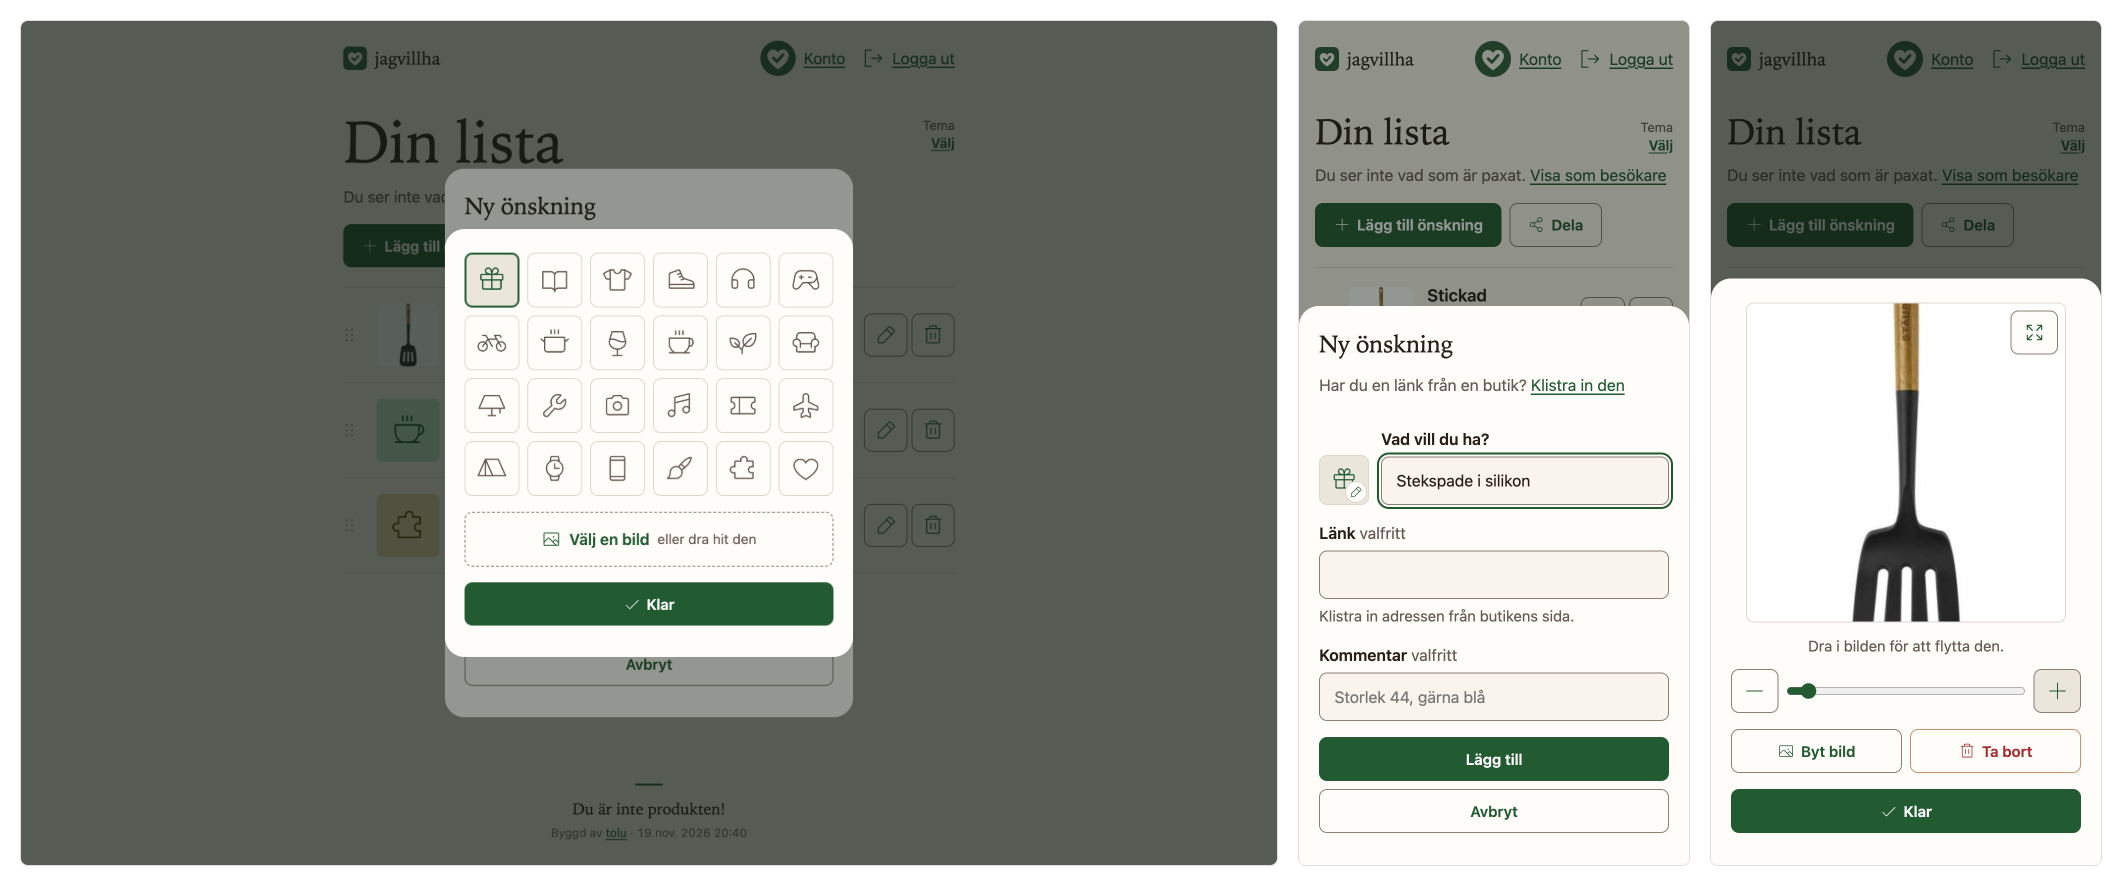 jagvillha
Konto
Logga ut
Din lista
Tema
Välj
Du ser inte vad
Lägg till
Ny önskning
Välj en bild eller dra hit den
Klar
Avbryt
Du är inte produkten!
Byggd av tolu · 19 nov. 2026 20:40
jagvillha
Konto
Logga ut
Din lista
Tema
Välj
Du ser inte vad som är paxat. Visa som besökare
Lägg till önskning
Dela
Stickad
Ny önskning
Har du en länk från en butik? Klistra in den
Vad vill du ha?
Stekspade i silikon
Länk valfritt
Klistra in adressen från butikens sida.
Kommentar valfritt
Storlek 44, gärna blå
Lägg till
Avbryt
jagvillha
Konto
Logga ut
Din lista
Tema
Välj
Du ser inte vad som är paxat. Visa som besökare
Lägg till önskning
Dela
Dra i bilden för att flytta den.
Byt bild
Ta bort
Klar